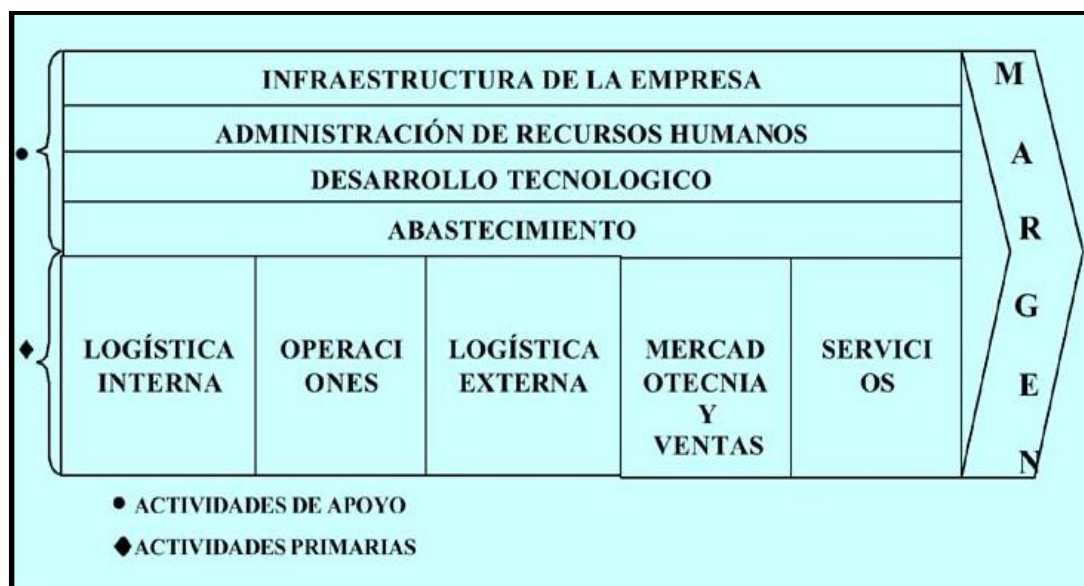 INFRAESTRUCTURA DE LA EMPRESA
ADMINISTRACIÓN DE RECURSOS HUMANOS
DESARROLLO TECNOLOGICO
ABASTECIMIENTO
LOGÍSTICA
INTERNA
OPERACI
ONES
LOGÍSTICA
EXTERNA
MERCAD
OTECNIA
Y
VENTAS
SERVICI
OS
M
A
R
G
E
N
• ACTIVIDADES DE APOYO
◆ ACTIVIDADES PRIMARIAS